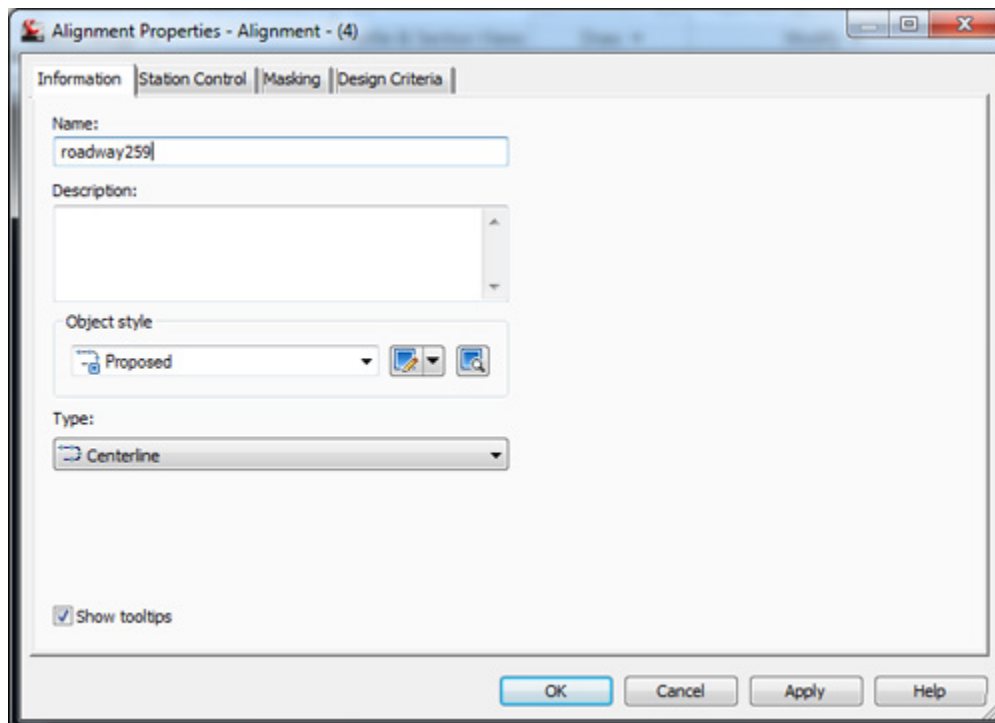 Alignment Properties - Alignment - (4)
Information Station Control Masking Design Criteria
Name:
roadway259
Description:
Object style
Proposed
Type:
Centerline
Show tooltips
OK Cancel Apply Help